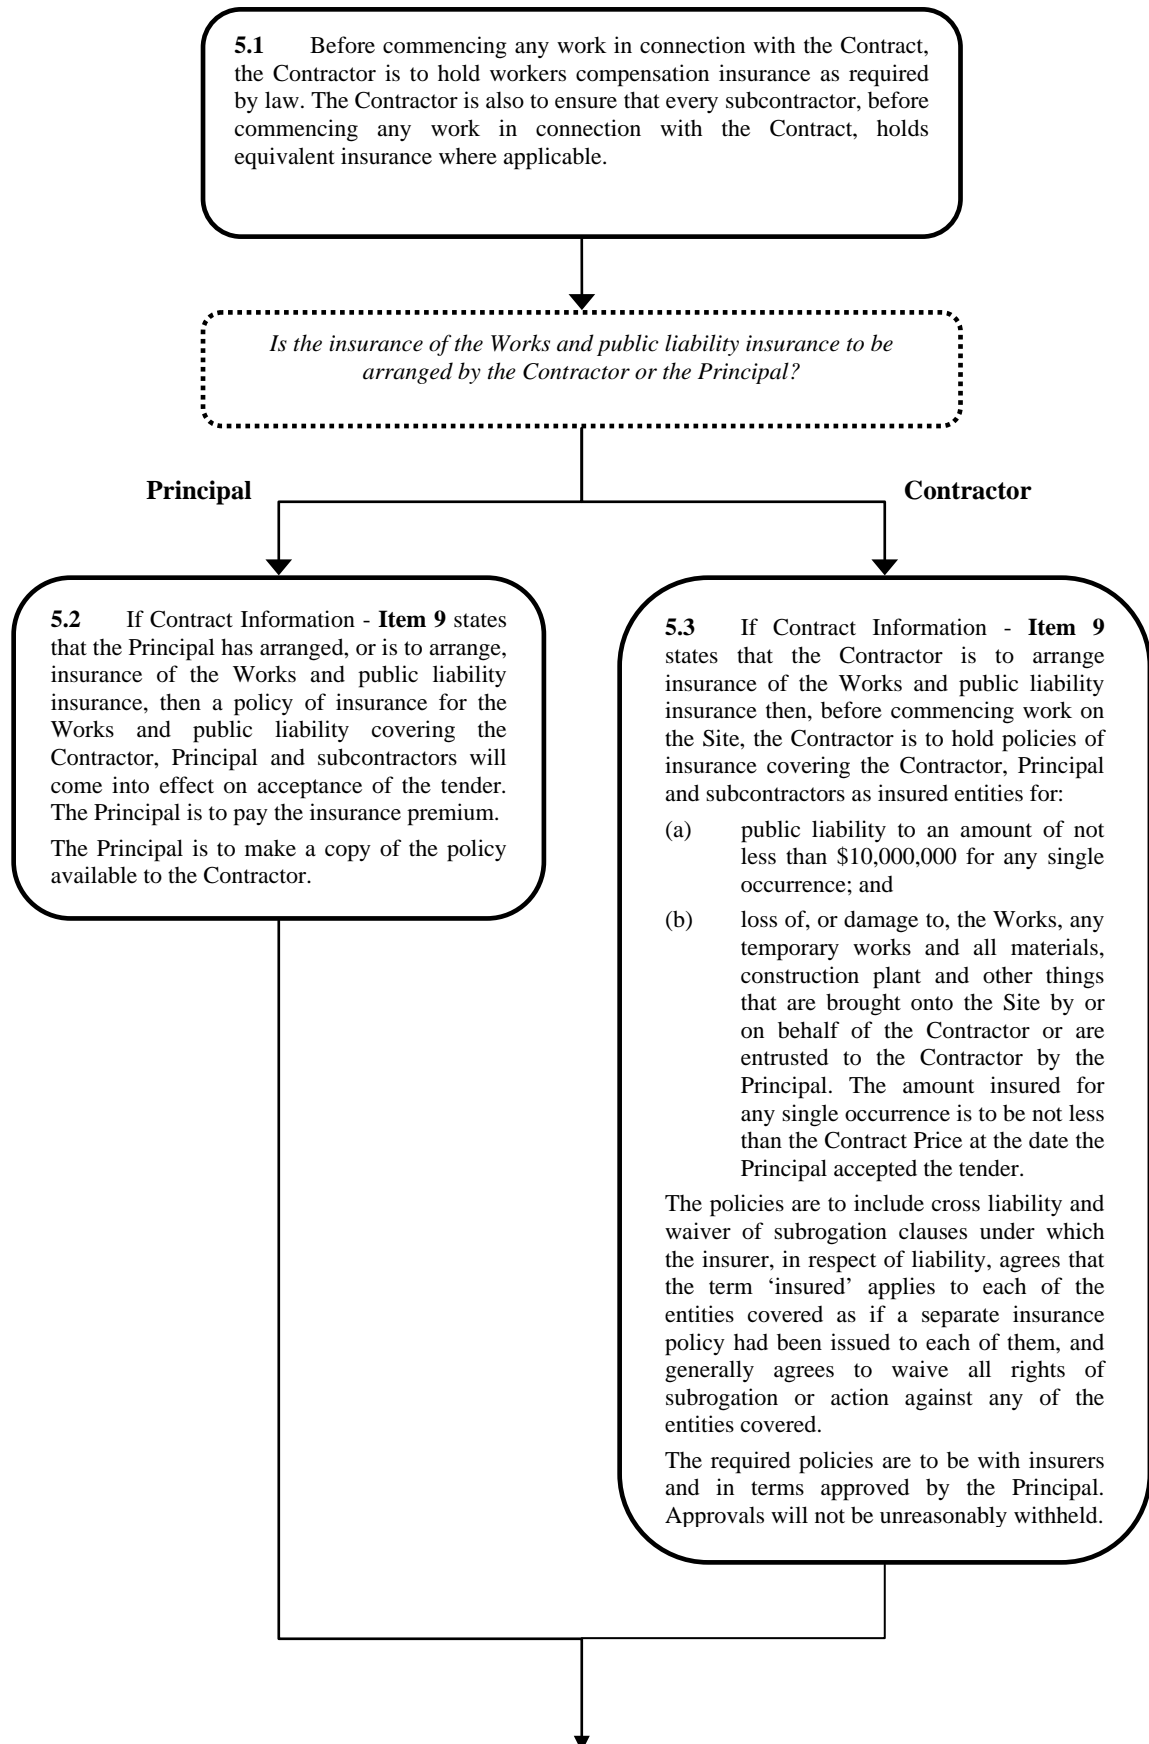 5.1 Before commencing any work in connection with the Contract,
the Contractor is to hold workers compensation insurance as required
by law. The Contractor is also to ensure that every subcontractor, before
commencing any work in connection with the Contract, holds
equivalent insurance where applicable.
Is the insurance of the Works and public liability insurance to be
arranged by the Contractor or the Principal?
Principal
Contractor
5.2 If Contract Information - Item 9 states
that the Principal has arranged, or is to arrange,
insurance of the Works and public liability
insurance, then a policy of insurance for the
Works and public liability covering the
Contractor, Principal and subcontractors will
come into effect on acceptance of the tender.
The Principal is to pay the insurance premium.
The Principal is to make a copy of the policy
available to the Contractor.
5.3 If Contract Information - Item 9
states that the Contractor is to arrange
insurance of the Works and public liability
insurance then, before commencing work on
the Site, the Contractor is to hold policies of
insurance covering the Contractor, Principal
and subcontractors as insured entities for:
(a) public liability to an amount of not
less than $10,000,000 for any single
occurrence; and
(b) loss of, or damage to, the Works, any
temporary works and all materials,
construction plant and other things
that are brought onto the Site by or
on behalf of the Contractor or are
entrusted to the Contractor by the
Principal. The amount insured for
any single occurrence is to be not less
than the Contract Price at the date the
Principal accepted the tender.
The policies are to include cross liability and
waiver of subrogation clauses under which
the insurer, in respect of liability, agrees that
the term ‘insured’ applies to each of the
entities covered as if a separate insurance
policy had been issued to each of them, and
generally agrees to waive all rights of
subrogation or action against any of the
entities covered.
The required policies are to be with insurers
and in terms approved by the Principal.
Approvals will not be unreasonably withheld.